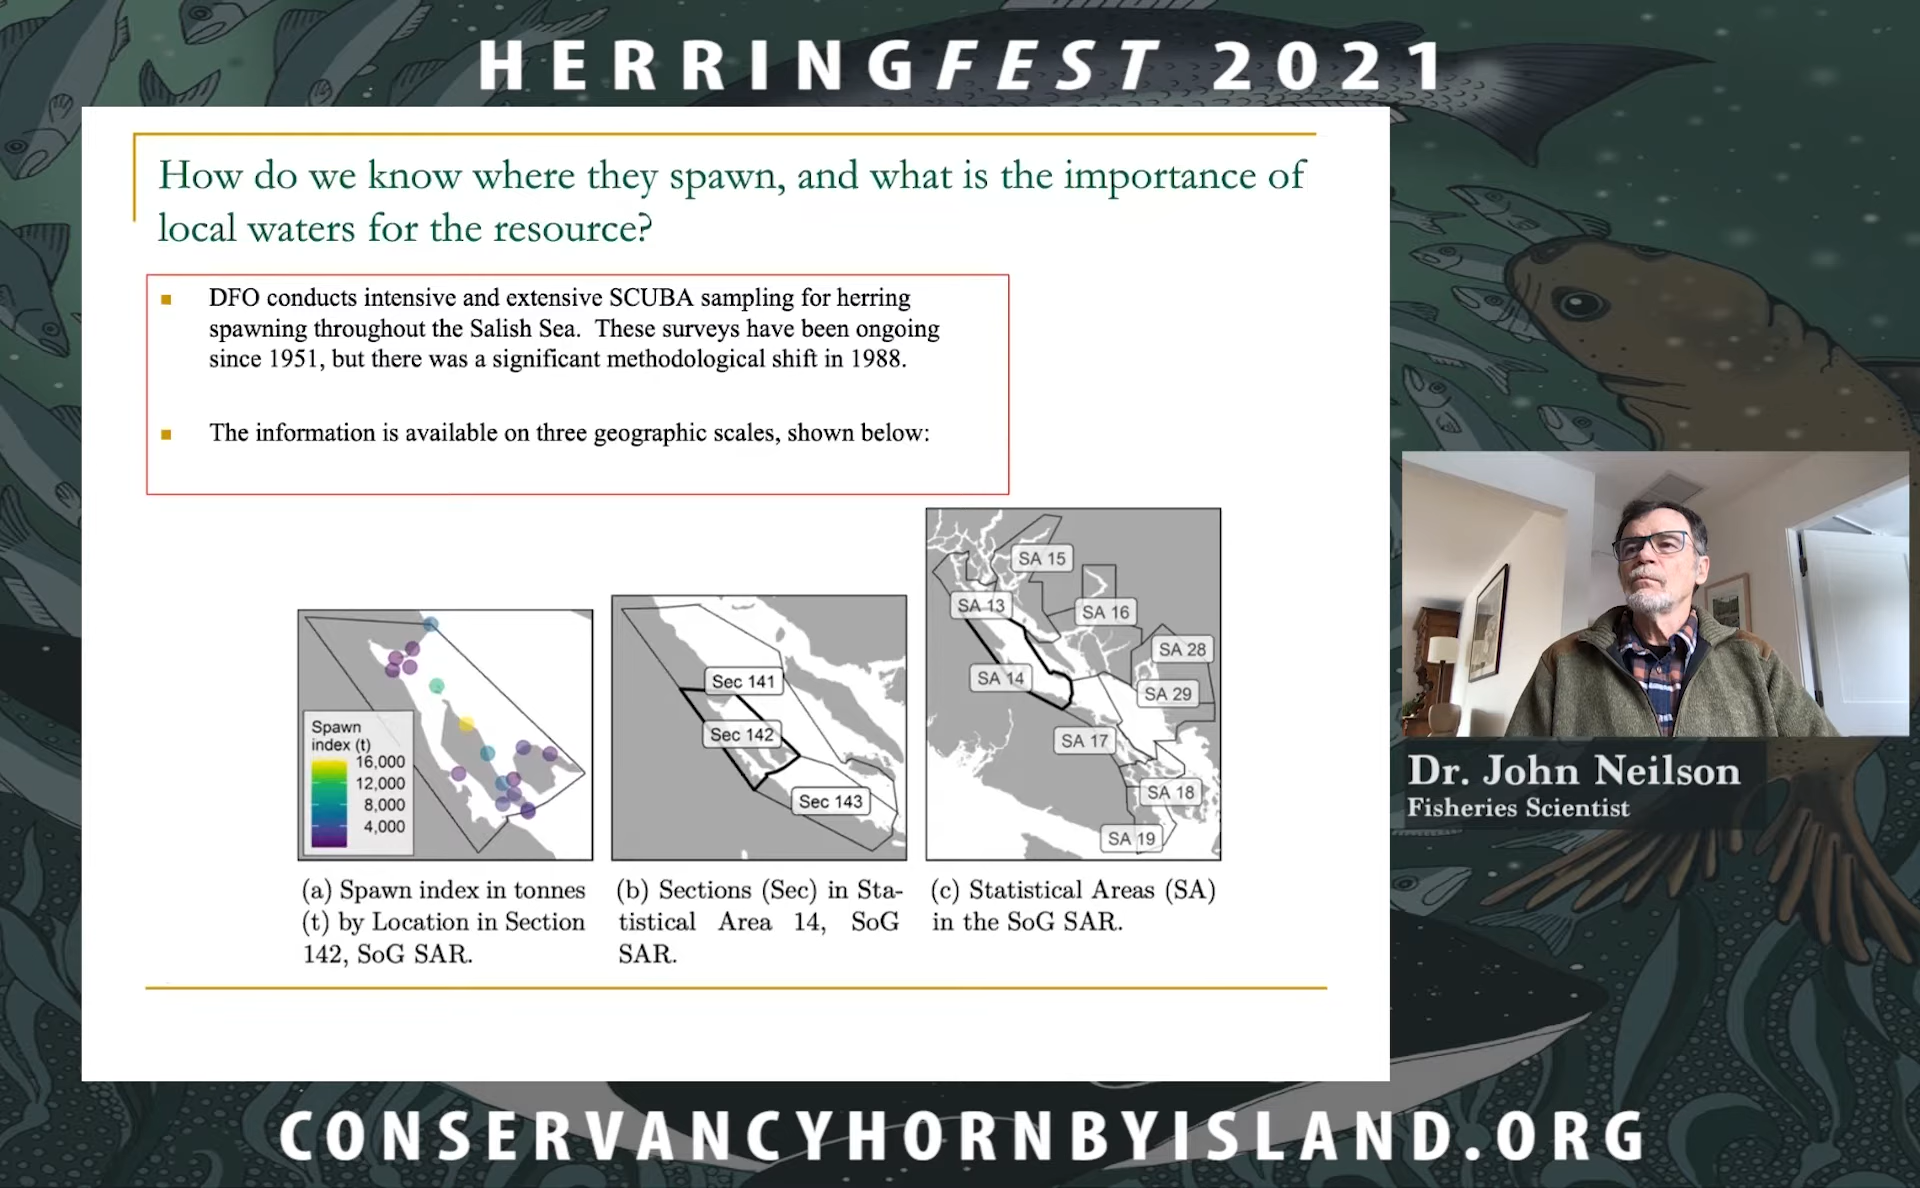 HERRINGFEST 2021
How do we know where they spawn, and what is the importance of
local waters for the resource?
DFO conducts intensive and extensive SCUBA sampling for herring
spawning throughout the Salish Sea. These surveys have been ongoing
since 1951, but there was a significant methodological shift in 1988.
The information is available on three geographic scales, shown below:
Spawn
index (t)
16,000
12,000
8,000
4,000
(a) Spawn index in tonnes
(t) by Location in Section
142, SoG SAR.
Sec 141
Sec 142
Sec 143
(b) Sections (Sec) in Sta-
tistical Area 14, SoG
SAR.
SA 15
SA 13
SA 16
SA 28
SA 14
SA 29
SA 17
SA 18
SA 19
(c) Statistical Areas (SA)
in the SoG SAR.
Dr. John Neilson
Fisheries Scientist
CONSERVANCYHORNBYISLAND.ORG